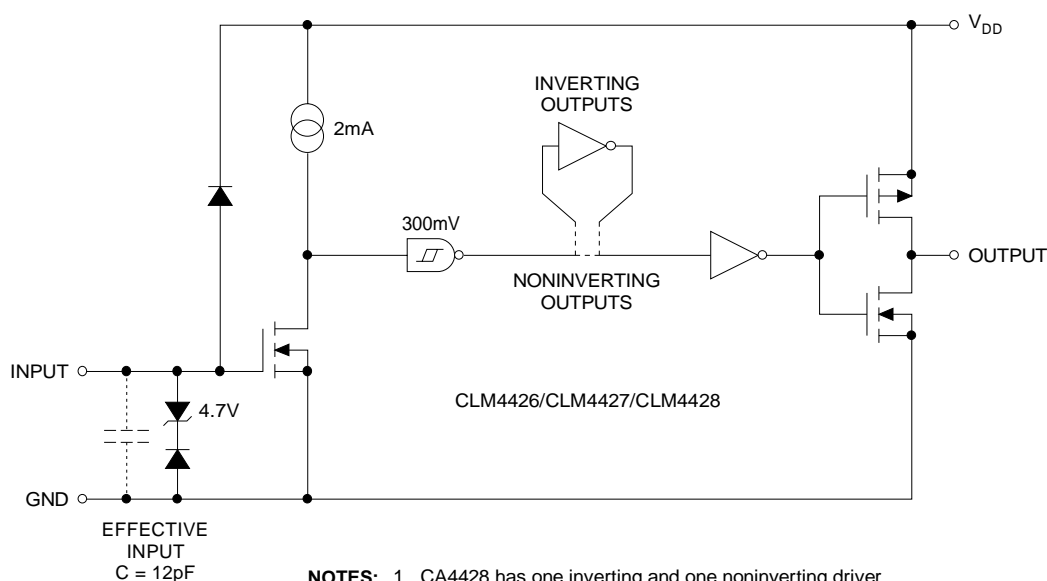 V_DD
INVERTING
OUTPUTS
2mA
300mV
OUTPUT
NONINVERTING
OUTPUTS
INPUT
4.7V
CLM4426/CLM4427/CLM4428
GND
EFFECTIVE
INPUT
C = 12pF
NOTES: 1. CA4428 has one inverting and one noninverting driver